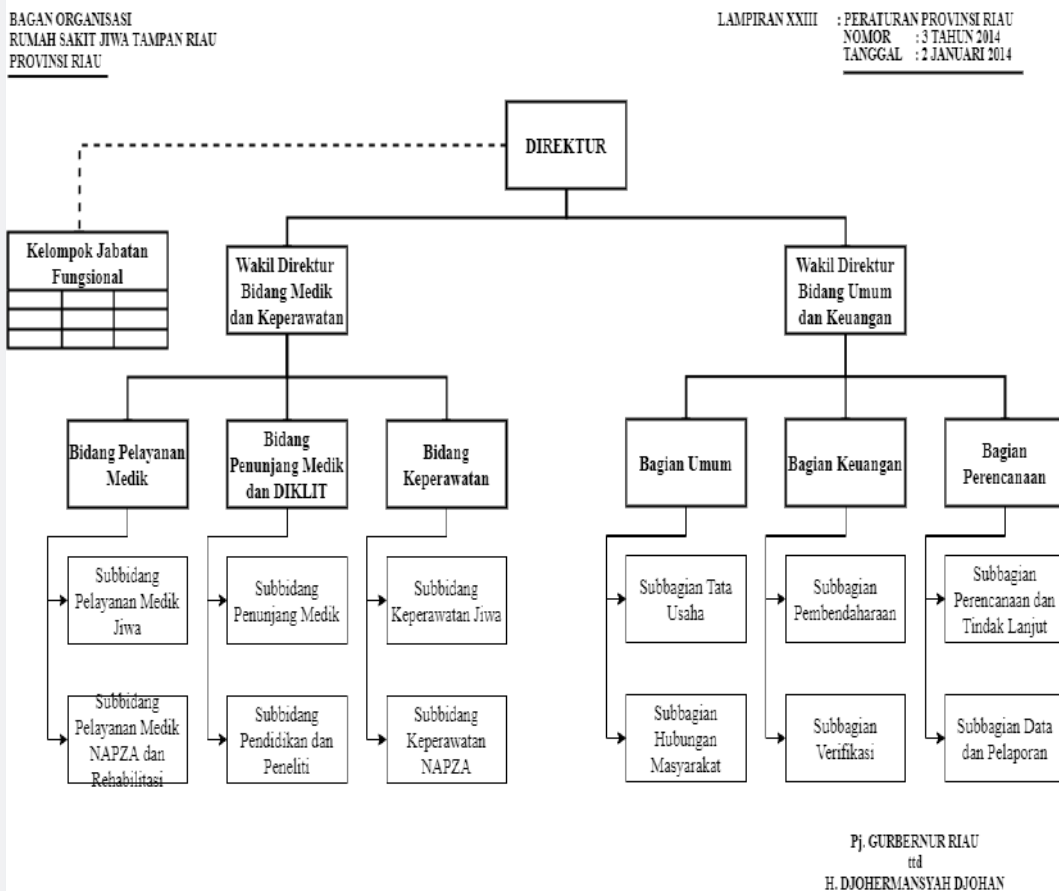 BAGAN ORGANISASI
RUMAH SAKIT JIWA TAMPAN RIAU
PROVINSI RIAU
LAMPIRAN XXIII : PERATURAN PROVINSI RIAU
NOMOR : 3 TAHUN 2014
TANGGAL : 2 JANUARI 2014
DIREKTUR
Kelompok Jabatan
Fungsional
Wakil Direktur
Bidang Medik
dan Keperawatan
Wakil Direktur
Bidang Umum
dan Keuangan
Bidang Pelayanan
Medik
Bidang
Penunjang Medik
dan DIKLIT
Bidang
Keperawatan
Bagian Umum
Bagian Keuangan
Bagian
Perencanaan
Subbidang
Pelayanan Medik
Jiwa
Subbidang
Penunjang Medik
Subbidang
Keperawatan Jiwa
Subbagian Tata
Usaha
Subbagian
Pembendaharaan
Subbagian
Perencanaan dan
Tindak Lanjut
Subbidang
Pelayanan Medik
NAPZA dan
Rehabilitasi
Subbidang
Pendidikan dan
Peneliti
Subbidang
Keperawatan
NAPZA
Subbagian
Hubungan
Masyarakat
Subbagian
Verifikasi
Subbagian Data
dan Pelaporan
Pj. GURBERNUR RIAU
ttd
H. DJOHERMANSYAH DJOHAN